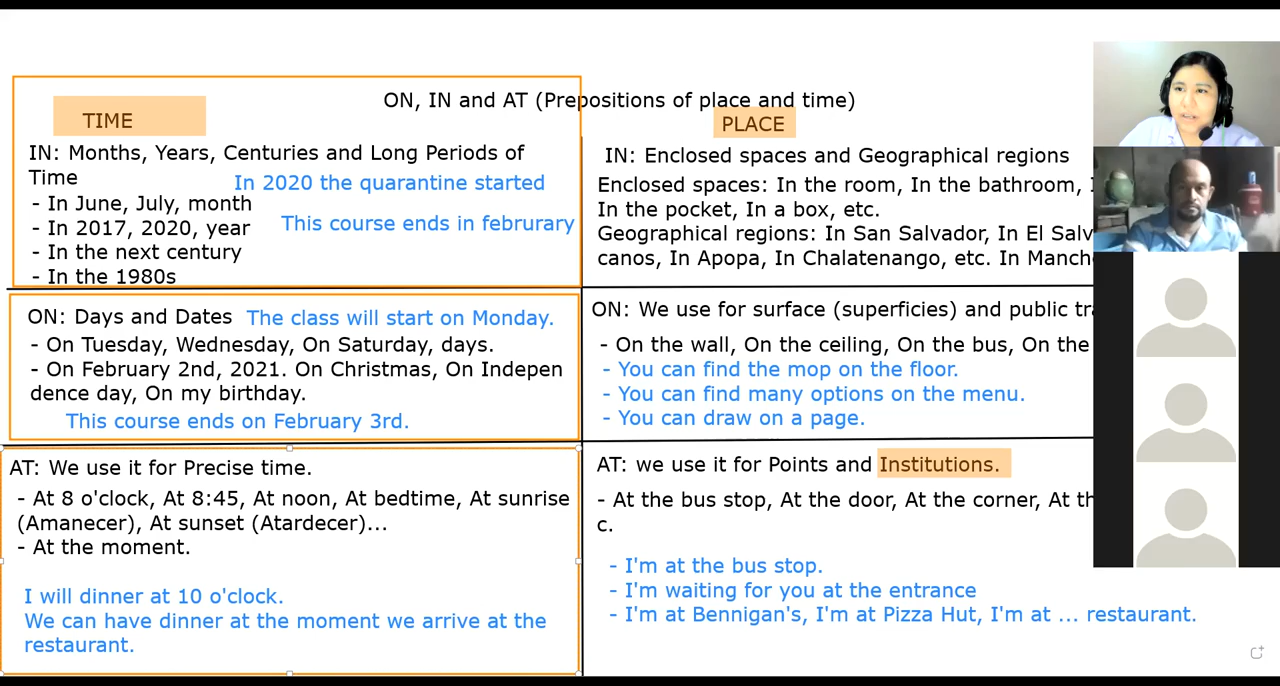 ON, IN and AT (Prepositions of place and time)
TIME
IN: Months, Years, Centuries and Long Periods of
Time
In 2020 the quarantine started
- In June, July, month
This course ends in februrary
- In 2017, 2020, year
- In the next century
- In the 1980s
ON: Days and Dates
The class will start on Monday.
- On Tuesday, Wednesday, On Saturday, days.
- On February 2nd, 2021. On Christmas, On Indepen
dence day, On my birthday.
This course ends on February 3rd.
AT: We use it for Precise time.
- At 8 o'clock, At 8:45, At noon, At bedtime, At sunrise
(Amanecer), At sunset (Atardecer)...
- At the moment.
I will dinner at 10 o'clock.
We can have dinner at the moment we arrive at the
restaurant.
PLACE
IN: Enclosed spaces and Geographical regions
Enclosed spaces: In the room, In the bathroom,
In the pocket, In a box, etc.
Geographical regions: In San Salvador, In El Salv
canos, In Apopa, In Chalatenango, etc. In Manch
ON: We use for surface (superficies) and public
- On the wall, On the ceiling, On the bus, On the
- You can find the mop on the floor.
- You can find many options on the menu.
- You can draw on a page.
AT: we use it for Points and Institutions.
- At the bus stop, At the door, At the corner, At
c.
- I'm at the bus stop.
- I'm waiting for you at the entrance
- I'm at Bennigan's, I'm at Pizza Hut, I'm at ... restaurant.